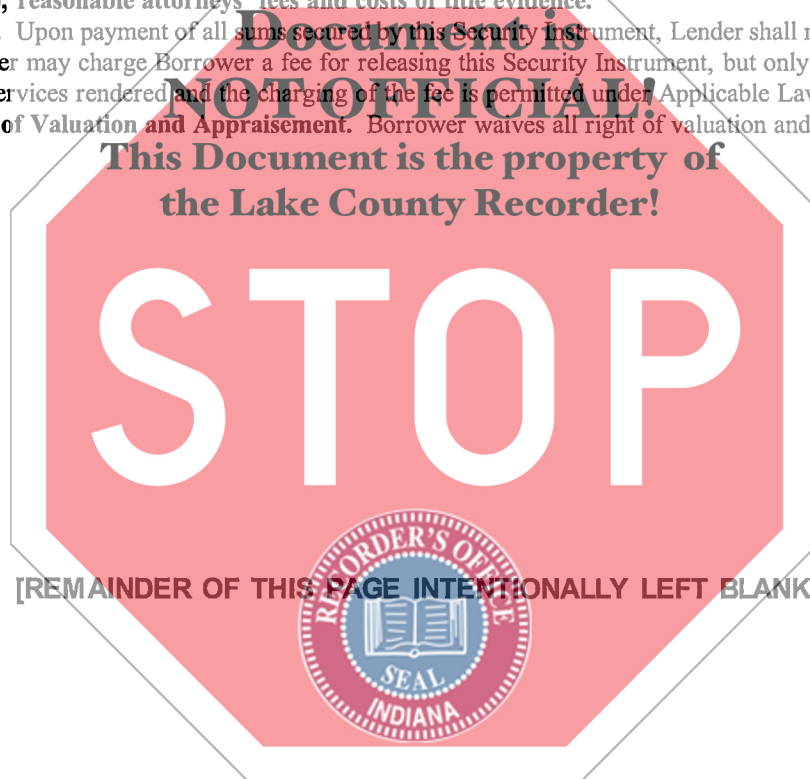 , reasonable attorneys' fees and costs of title evidence.
Document is
. Upon payment of all sums secured by this Security Instrument, Lender shall
er may charge Borrower a fee for releasing this Security Instrument, but only
NOT OFFICIAL!
ervices rendered and the charging of the fee is permitted under Applicable La
of Valuation and Appraisement. Borrower waives all right of valuation and
This Document is the property of
the Lake County Recorder!
STOP
RECORDER'S OFFICE
[REMAINDER OF THIS PAGE INTENTIONALLY LEFT BLANK
SEAL
INDIANA